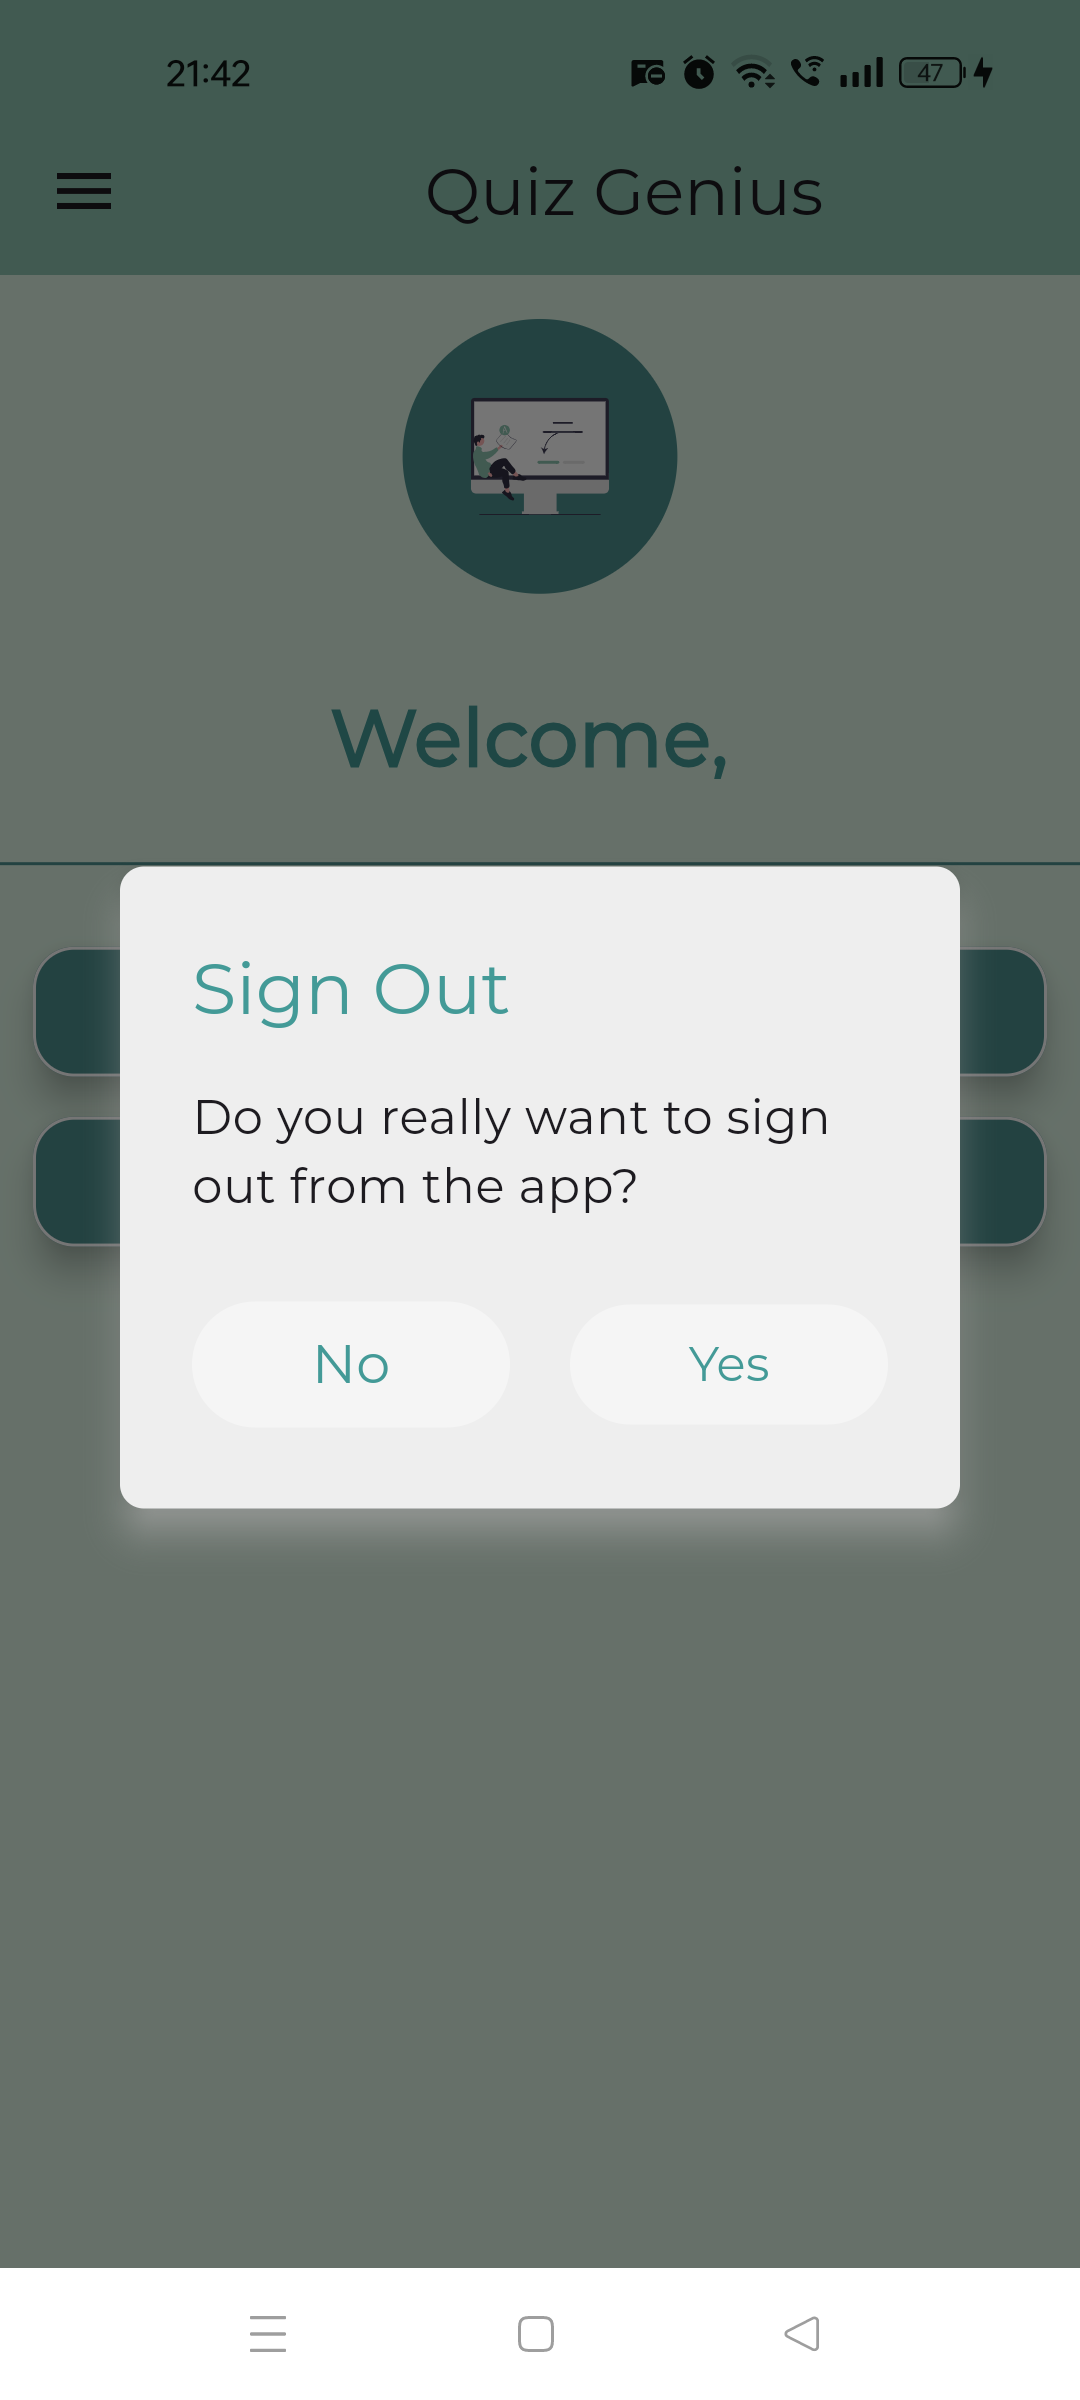 21:42
47
Quiz Genius
Welcome,
Sign Out
Do you really want to sign
out from the app?
No
Yes